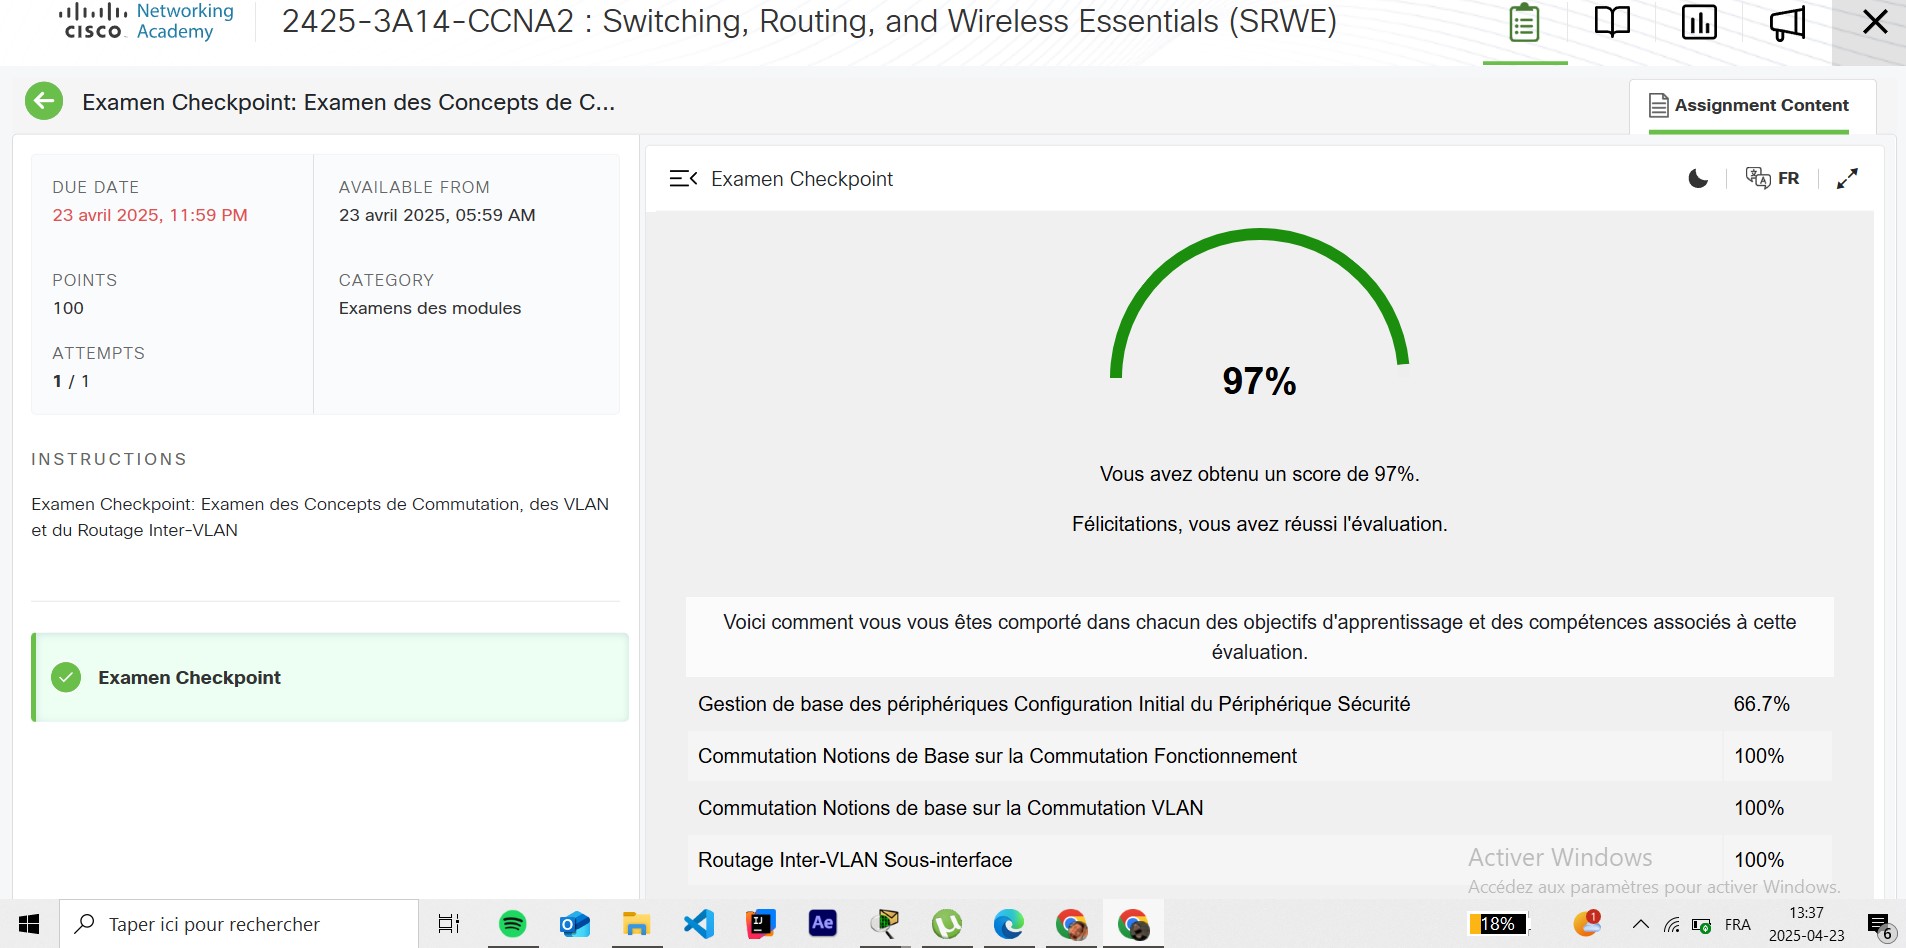 Networking
CISCO Academy
2425-3A14-CCNA2 : Switching, Routing, and Wireless Essentials (SRWE)
Examen Checkpoint: Examen des Concepts de C...
Assignment Content
DUE DATE
23 avril 2025, 11:59 PM
AVAILABLE FROM
23 avril 2025, 05:59 AM
POINTS
100
CATEGORY
Examens des modules
ATTEMPTS
1 / 1
INSTRUCTIONS
Examen Checkpoint: Examen des Concepts de Commutation, des VLAN
et du Routage Inter-VLAN
Examen Checkpoint
Examen Checkpoint
FR
97%
Vous avez obtenu un score de 97%.
Félicitations, vous avez réussi l'évaluation.
Voici comment vous vous êtes comporté dans chacun des objectifs d'apprentissage et des compétences associés à cette
évaluation.
Gestion de base des périphériques Configuration Initial du Périphérique Sécurité 66.7%
Commutation Notions de Base sur la Commutation Fonctionnement 100%
Commutation Notions de base sur la Commutation VLAN 100%
Routage Inter-VLAN Sous-interface 100%
Activer Windows
Accédez aux paramètres pour activer Windows.
Taper ici pour rechercher
Ae
18%
1
FRA
13:37
2025-04-23
6